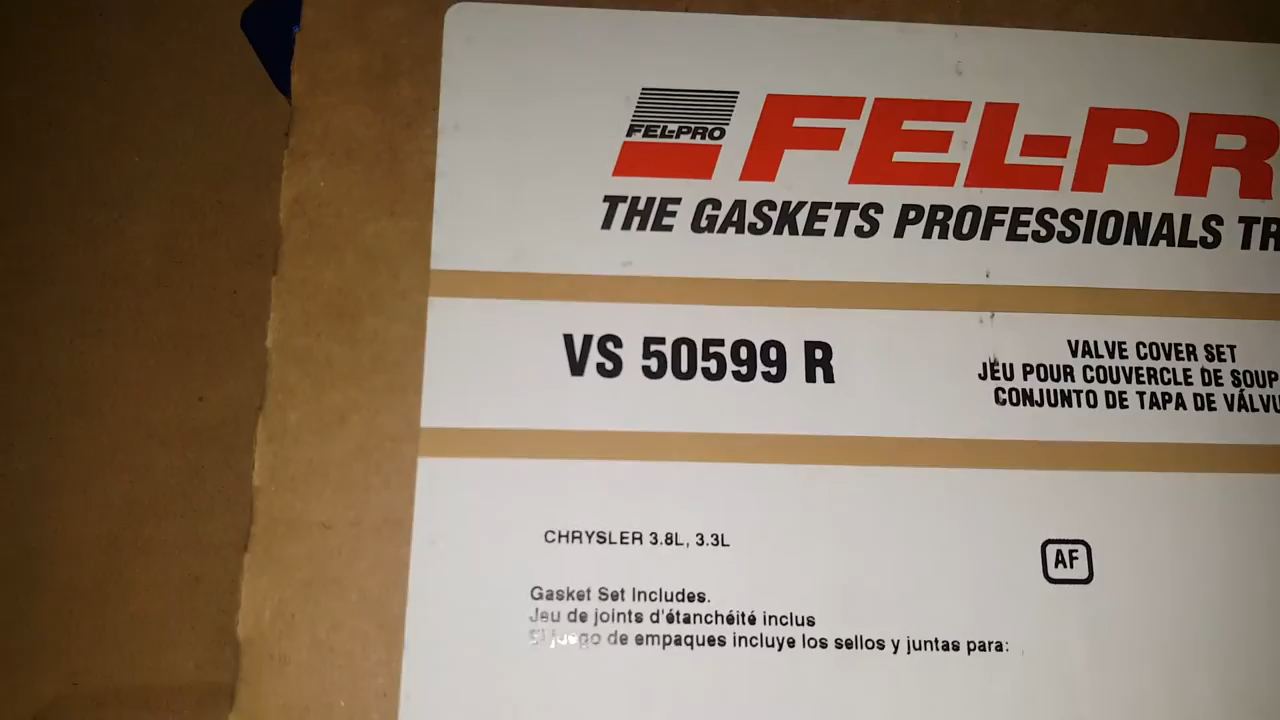 FEL-PRO
FEL-PR
THE GASKETS PROFESSIONALS TR
VS 50599 R
VALVE COVER SET
JEU POUR COUVERCLE DE SOUP
CONJUNTO DE TAPA DE VÁLVU
CHRYSLER 3.8L, 3.3L
AF
Gasket Set Includes.
Jeu de joints d'étanchéité inclus
El juego de empaques incluye los sellos y juntas para: